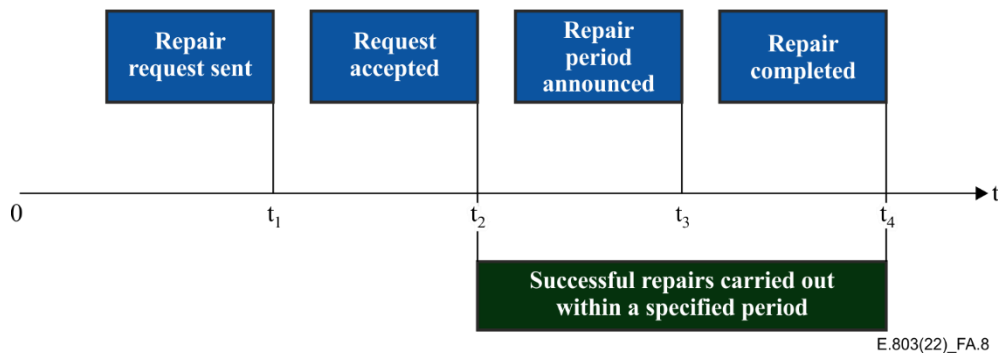 Repair
request sent
Request
accepted
Repair
period
announced
Repair
completed
0
t1
t2
t3
t4
t
Successful repairs carried out
within a specified period
E.803(22)_FA.8